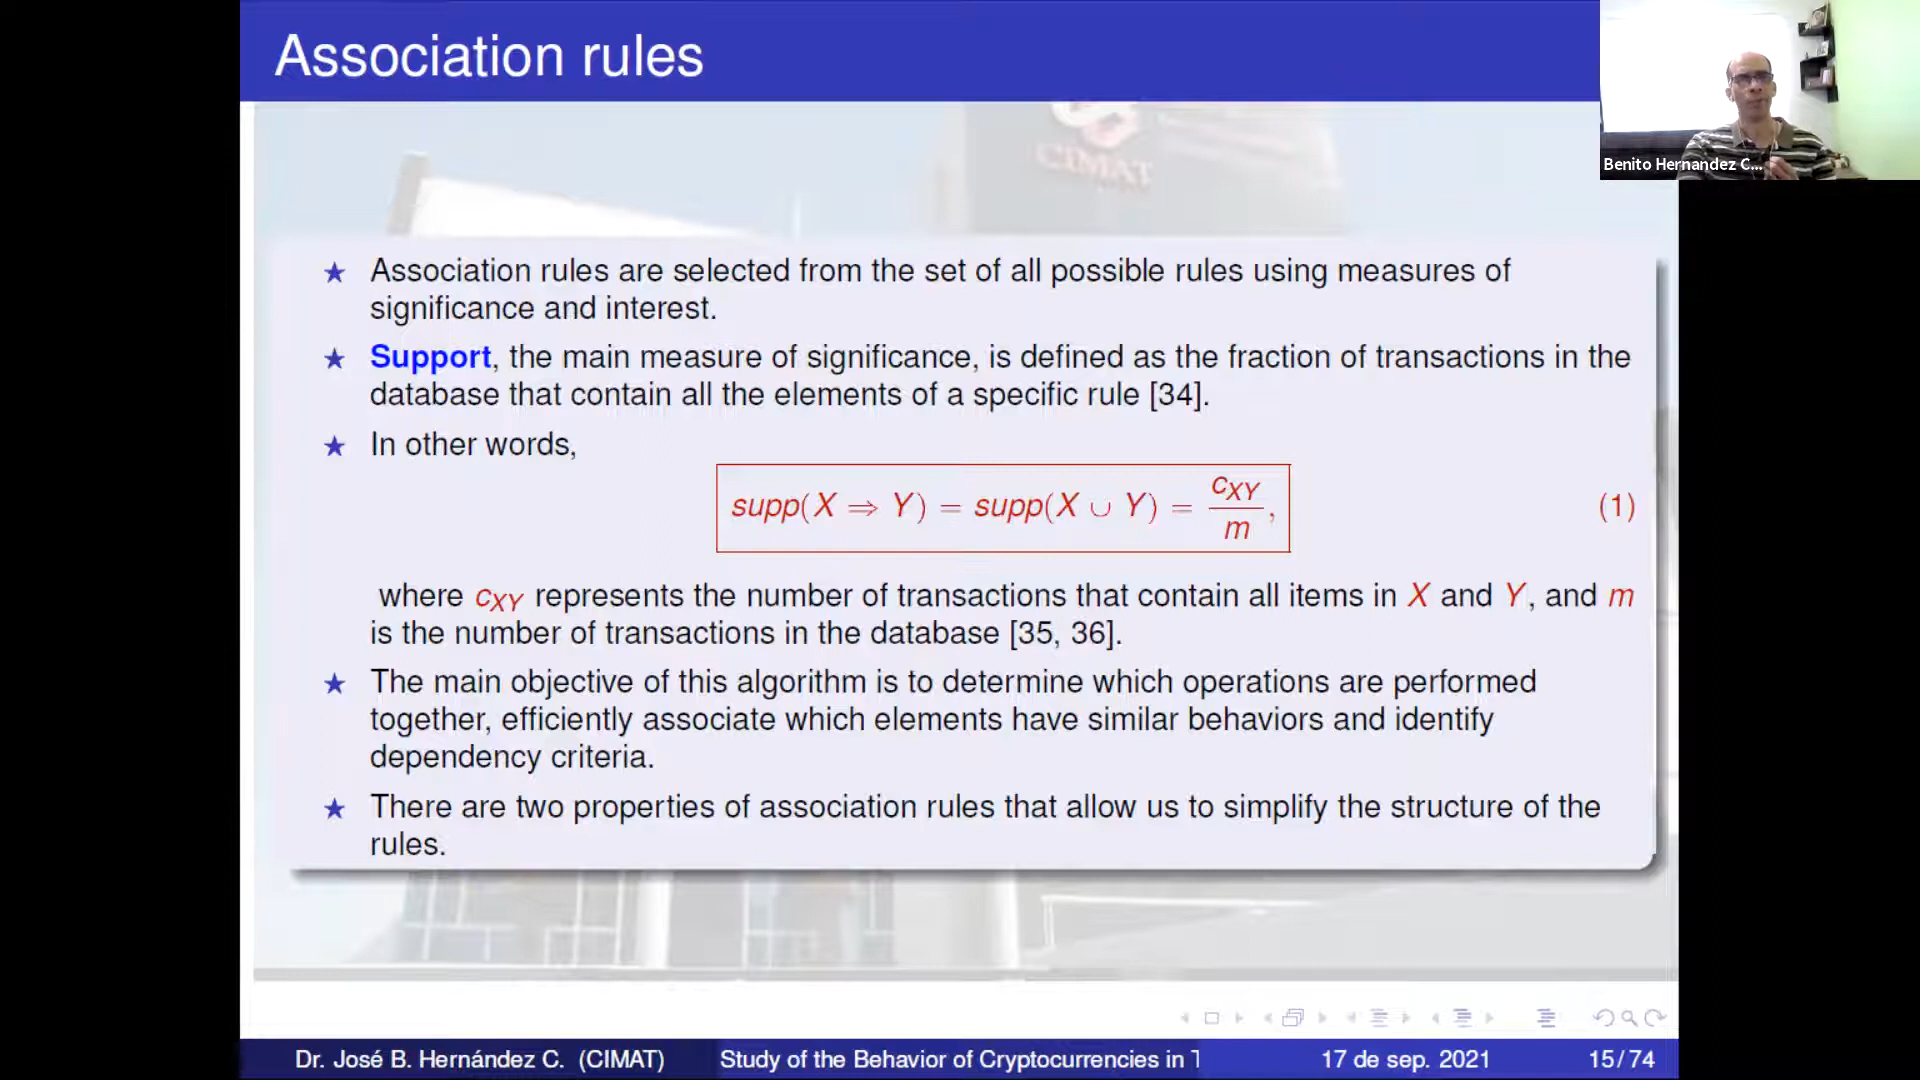 Association rules
CIMAT
Benito Hernandez C...
★ Association rules are selected from the set of all possible rules using measures of
significance and interest.
★ Support, the main measure of significance, is defined as the fraction of transactions in the
database that contain all the elements of a specific rule [34].
★ In other words,
supp(X ⇒ Y) = supp(X ∪ Y) = c_XY / m, (1)
where c_XY represents the number of transactions that contain all items in X and Y, and m
is the number of transactions in the database [35, 36].
★ The main objective of this algorithm is to determine which operations are performed
together, efficiently associate which elements have similar behaviors and identify
dependency criteria.
★ There are two properties of association rules that allow us to simplify the structure of the
rules.
Dr. José B. Hernández C. (CIMAT) Study of the Behavior of Cryptocurrencies in T 17 de sep. 2021 15/74